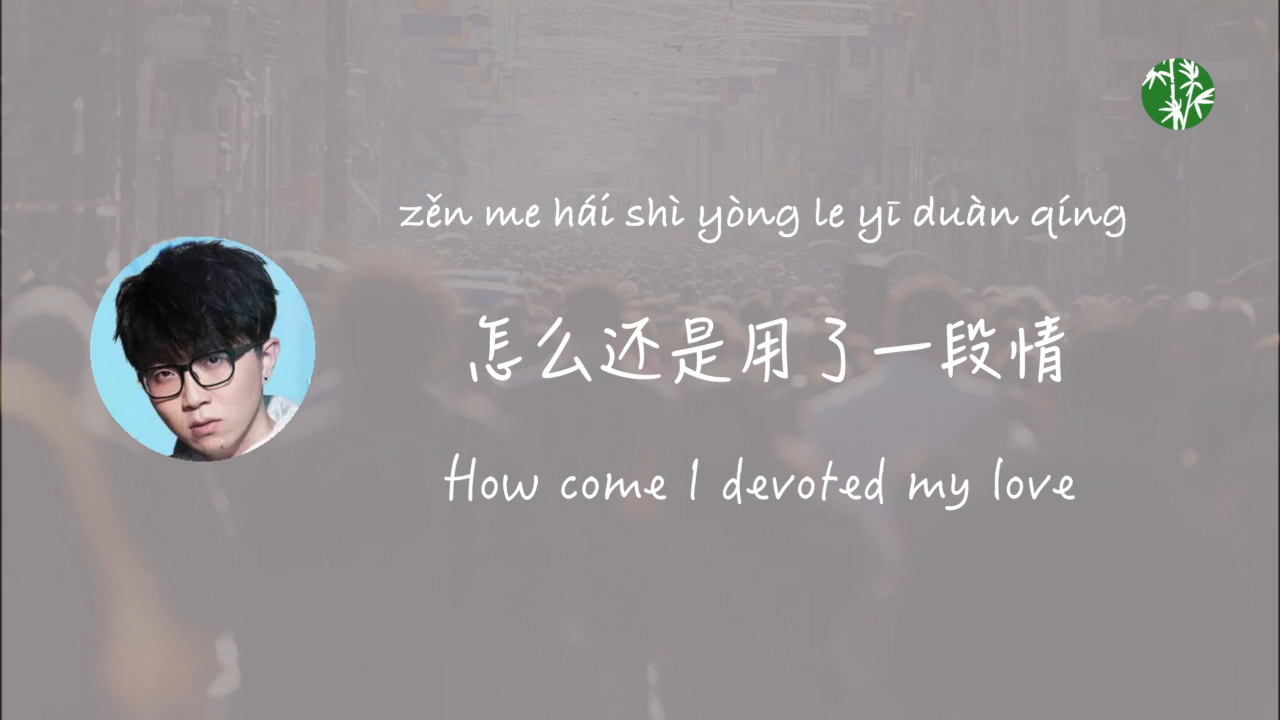 zěn me hái shì yòng le yī duàn qíng
怎么还是用了一段情
How come I devoted my love